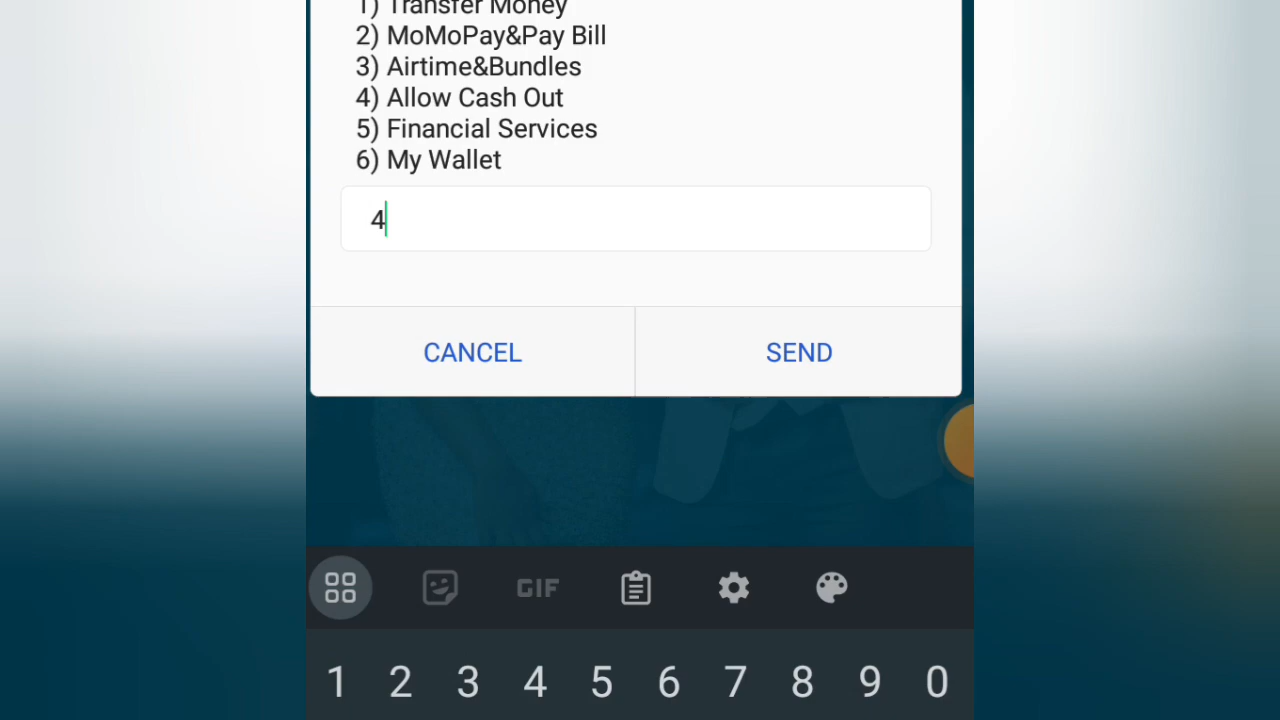 1) Transfer Money
2) MoMoPay&Pay Bill
3) Airtime&Bundles
4) Allow Cash Out
5) Financial Services
6) My Wallet
4
CANCEL SEND
GIF
1 2 3 4 5 6 7 8 9 0